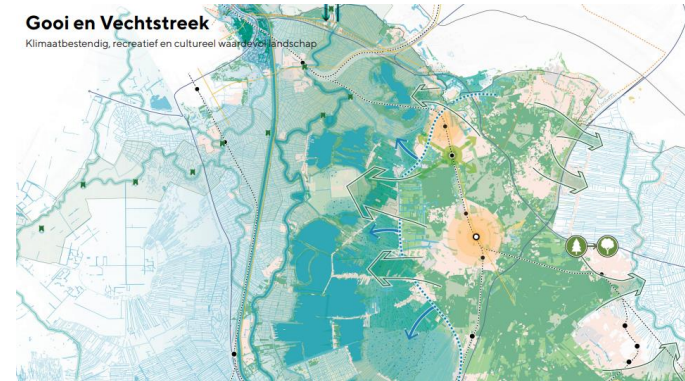 Gooi en Vechtstreek
Klimaatbestendig, recreatief en cultureel waardevol landschap